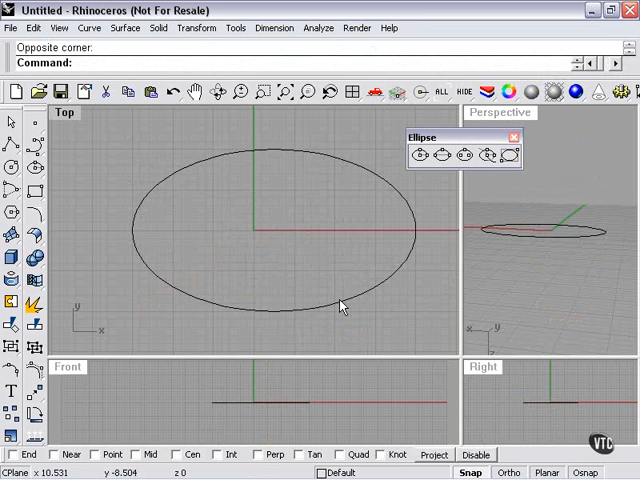 Untitled - Rhinoceros (Not For Resale)
File Edit View Curve Surface Solid Transform Tools Dimension Analyze Render Help
Opposite corner:
Command:
ALL HIDE
Top
Perspective
Ellipse
y
x
y
x
z
T
Front
Right
VTC
End Near Point Mid Cen Int Perp Tan Quad Knot Project Disable
CPlane x 10.531 y -8.504 z 0 Default Snap Ortho Planar Osnap